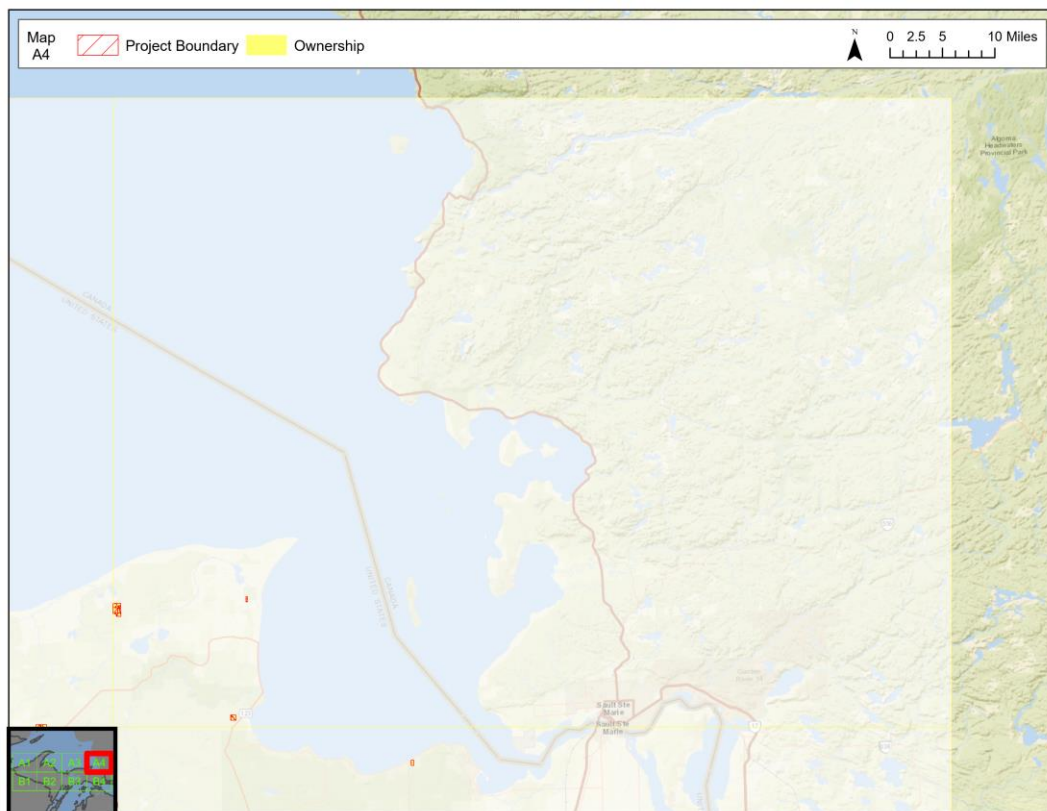 Map
A4
Project Boundary
Ownership
N
0 2.5 5 10 Miles
Algoma
Headwaters
Provincial Park
CANADA
UNITED STATES
CANADA
UNITED STATES
Sault Ste
Marie
Sault Ste
Marie
17
A1 A2 A3 A4
B1 B2 B3 B4